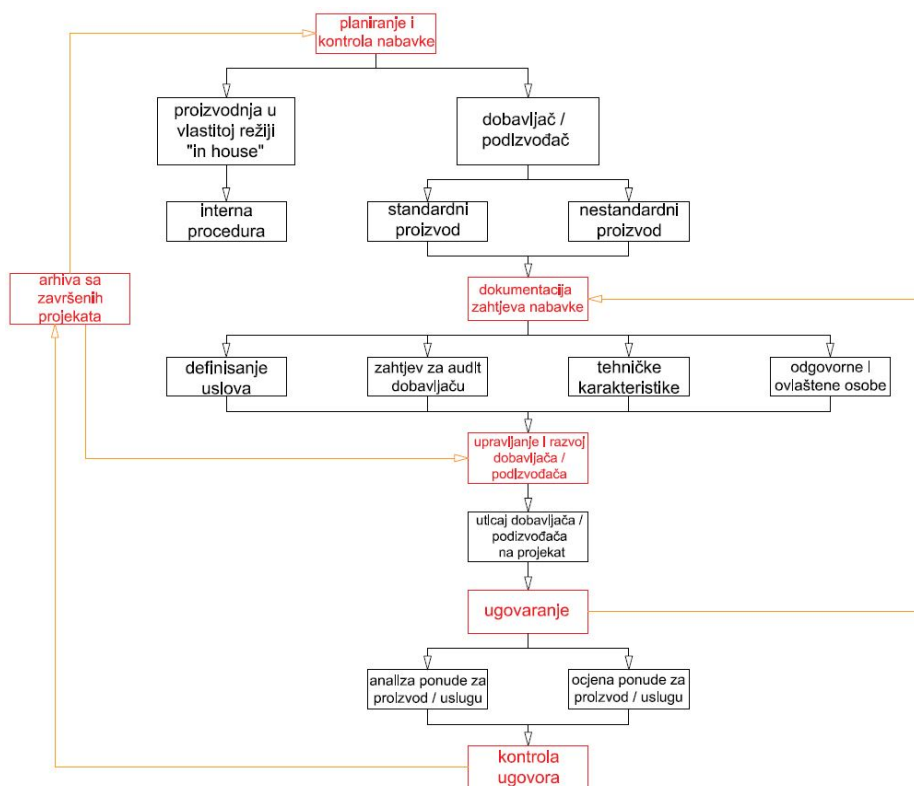 planiranje i
kontrola nabavke
proizvodnja u
vlastitoj režiji
"in house"
dobavljač /
podizvođač
interna
procedura
standardni
proizvod
nestandardni
proizvod
arhiva sa
završenih
projekata
dokumentacija
zahtjeva nabavke
definisanje
uslova
zahtjev za audit
dobavljaču
tehničke
karakteristike
odgovorne i
ovlaštene osobe
upravljanje i razvoj
dobavljača /
podizvođača
uticaj dobavljača /
podizvođača
na projekat
ugovaranje
analiza ponude za
proizvod / uslugu
ocjena ponude za
proizvod / uslugu
kontrola
ugovora